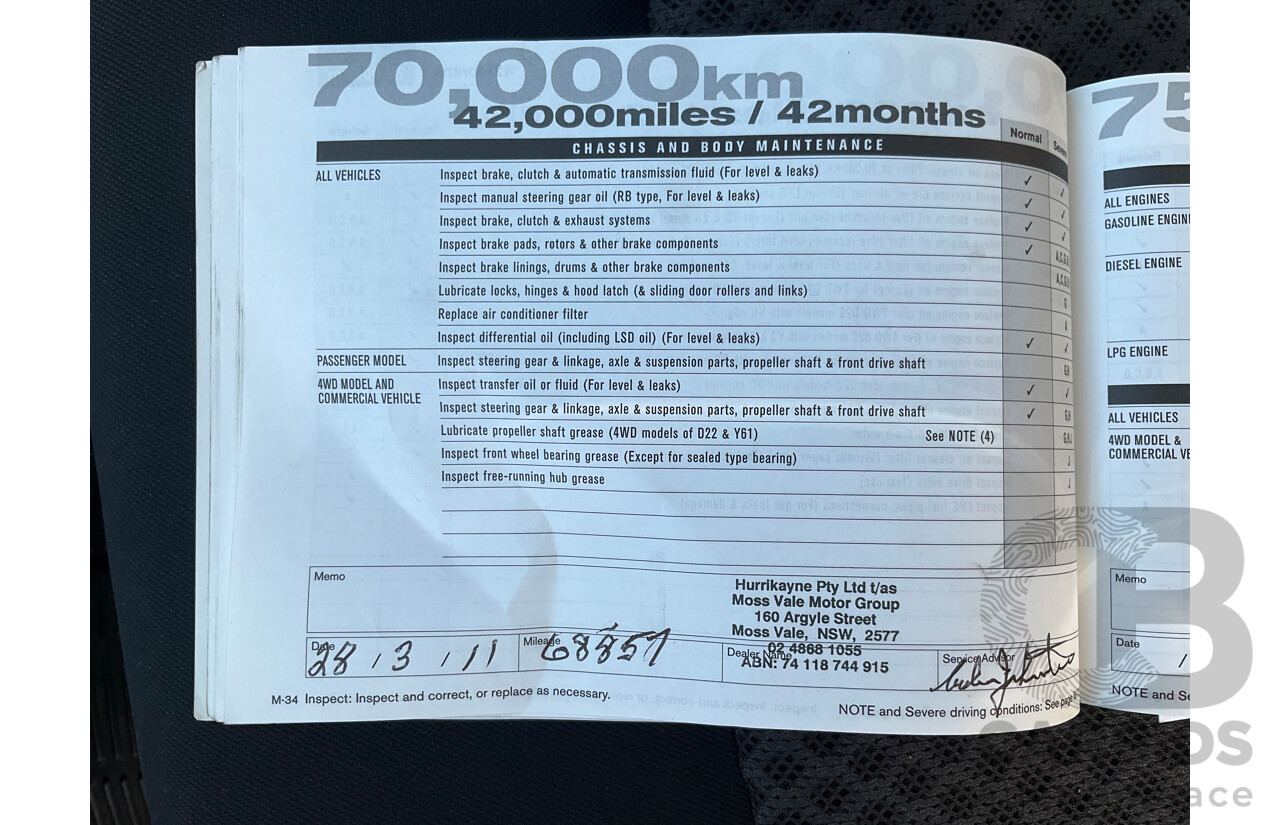 70,000km
42,000miles / 42months
Normal
CHASSIS AND BODY MAINTENANCE
ALL VEHICLES
Inspect brake, clutch & automatic transmission fluid (For level & leaks) ✓ ✓
Inspect manual steering gear oil (RB type, For level & leaks) ✓ ✓
Inspect brake, clutch & exhaust systems ✓ ✓
Inspect brake pads, rotors & other brake components ✓
Inspect brake linings, drums & other brake components
Lubricate locks, hinges & hood latch (& sliding door rollers and links) G
Replace air conditioner filter A
Inspect differential oil (including LSD oil) (For level & leaks) ✓ ✓
PASSENGER MODEL Inspect steering gear & linkage, axle & suspension parts, propeller shaft & front drive shaft G,H
4WD MODEL AND
COMMERCIAL VEHICLE
Inspect transfer oil or fluid (For level & leaks) ✓ ✓
Inspect steering gear & linkage, axle & suspension parts, propeller shaft & front drive shaft ✓ G,H
Lubricate propeller shaft grease (4WD models of D22 & Y61) See NOTE (4)
Inspect front wheel bearing grease (Except for sealed type bearing) J
Inspect free-running hub grease J
Memo
Hurrikayne Pty Ltd t/as
Moss Vale Motor Group
160 Argyle Street
Moss Vale, NSW, 2577
02 4868 1055
ABN: 74 118 744 915
Date 28 / 3 / 11
Mileage 68857
Dealer Name
Service Advisor
M-34 Inspect: Inspect and correct, or replace as necessary.
NOTE and Severe driving conditions: See page
75
ALL ENGINES
GASOLINE ENGIN
DIESEL ENGINE
LPG ENGINE
ALL VEHICLES
4WD MODEL &
COMMERCIAL VE
Memo
Date
NOTE and Se